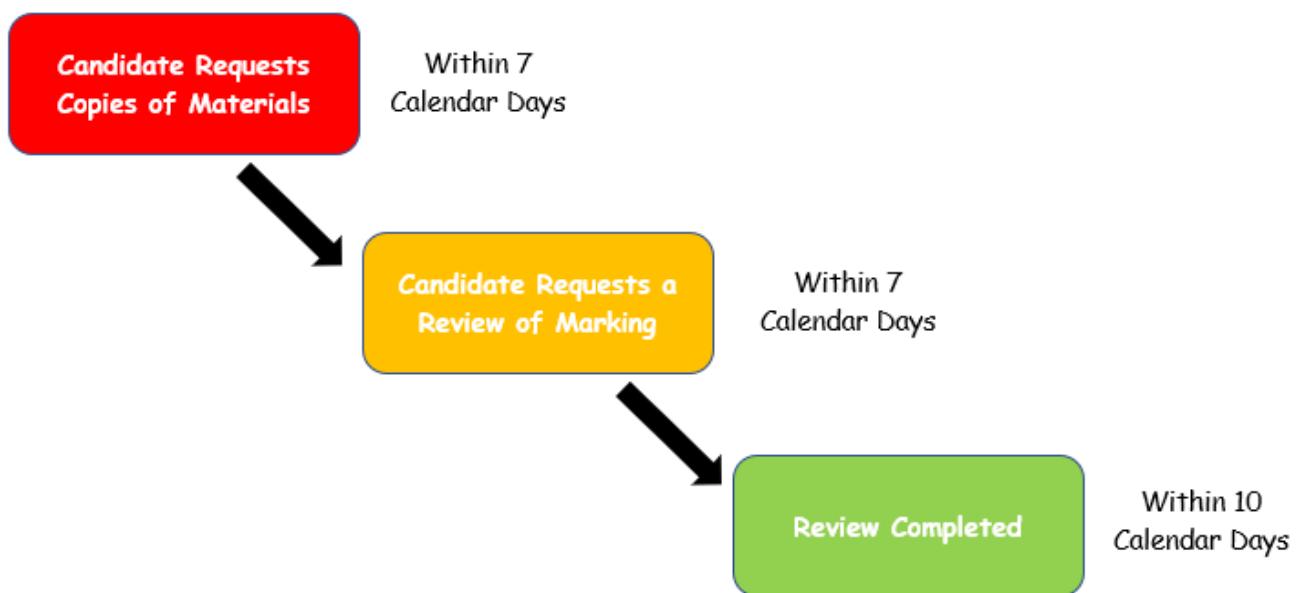 Candidate Requests
Copies of Materials
Within 7
Calendar Days
Candidate Requests a
Review of Marking
Within 7
Calendar Days
Review Completed
Within 10
Calendar Days